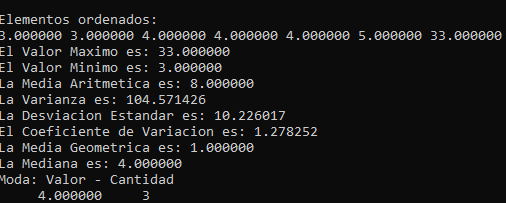 Elementos ordenados:
3.000000 3.000000 4.000000 4.000000 4.000000 5.000000 33.000000
El Valor Maximo es: 33.000000
El Valor Minimo es: 3.000000
La Media Aritmetica es: 8.000000
La Varianza es: 104.571426
La Desviacion Estandar es: 10.226017
El Coeficiente de Variacion es: 1.278252
La Media Geometrica es: 1.000000
La Mediana es: 4.000000
Moda: Valor - Cantidad
4.000000 3